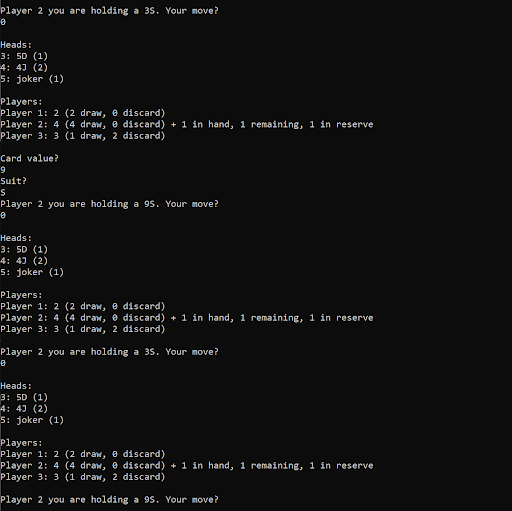 Player 2 you are holding a 3S. Your move?
0
Heads:
3: 5D (1)
4: 4J (2)
5: joker (1)
Players:
Player 1: 2 (2 draw, 0 discard)
Player 2: 4 (4 draw, 0 discard) + 1 in hand, 1 remaining, 1 in reserve
Player 3: 3 (1 draw, 2 discard)
Card value?
9
Suit?
S
Player 2 you are holding a 9S. Your move?
0
Heads:
3: 5D (1)
4: 4J (2)
5: joker (1)
Players:
Player 1: 2 (2 draw, 0 discard)
Player 2: 4 (4 draw, 0 discard) + 1 in hand, 1 remaining, 1 in reserve
Player 3: 3 (1 draw, 2 discard)
Player 2 you are holding a 3S. Your move?
0
Heads:
3: 5D (1)
4: 4J (2)
5: joker (1)
Players:
Player 1: 2 (2 draw, 0 discard)
Player 2: 4 (4 draw, 0 discard) + 1 in hand, 1 remaining, 1 in reserve
Player 3: 3 (1 draw, 2 discard)
Player 2 you are holding a 9S. Your move?